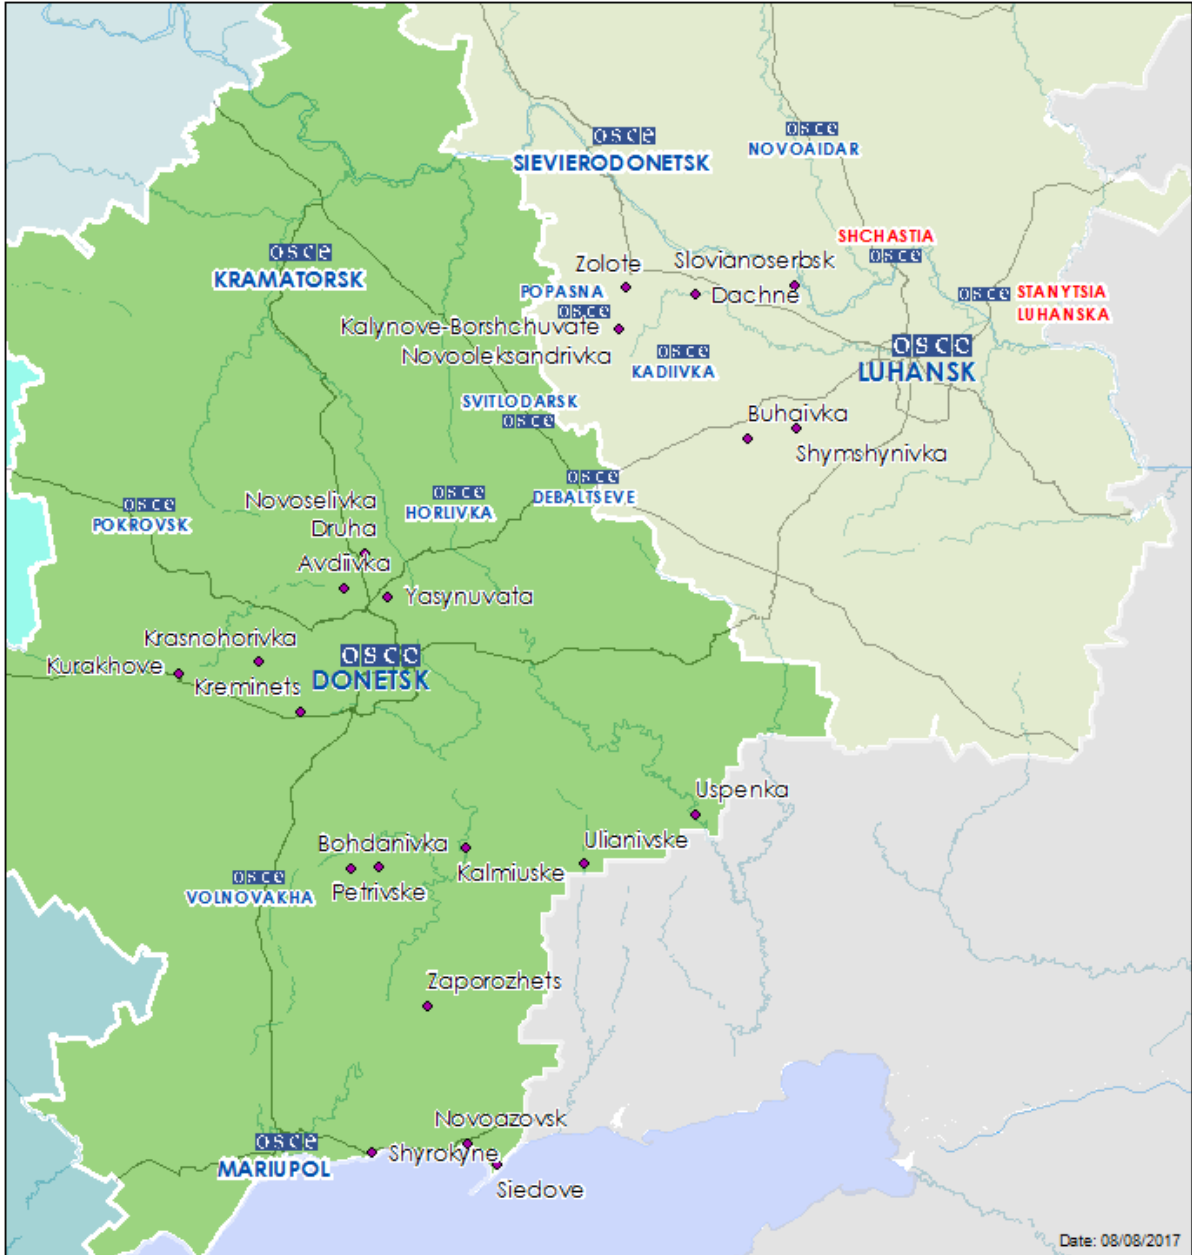 osce
SIEVIERODONETSK
osce
NOVOAIDAR
SHCHASTIA
osce
osce
KRAMATORSK
Zolote
Slovianoserbsk
POPASNA
osce
Dachne
osce
STANYTSIA
LUHANSKA
Kalynove-Borshchuvate
Novooleksandrivka
osce
KADIIVKA
osce
LUHANSK
SVITLODARSK
osce
Buhaivka
Shymshynivka
osce
DEBALTSEVE
osce
HORLIVKA
osce
POKROVSK
Novoselivka
Druha
Avdiivka
Yasynuvata
Krasnohorivka
Kurakhove
Kreminets
osce
DONETSK
Uspenka
Bohdanivka
Ulianivske
Kalmiuske
Petrivske
osce
VOLNOVAKHA
Zaporozhets
Novoazovsk
osce
MARIUPOL
Shyrokyne
Siedove
Date: 08/08/2017